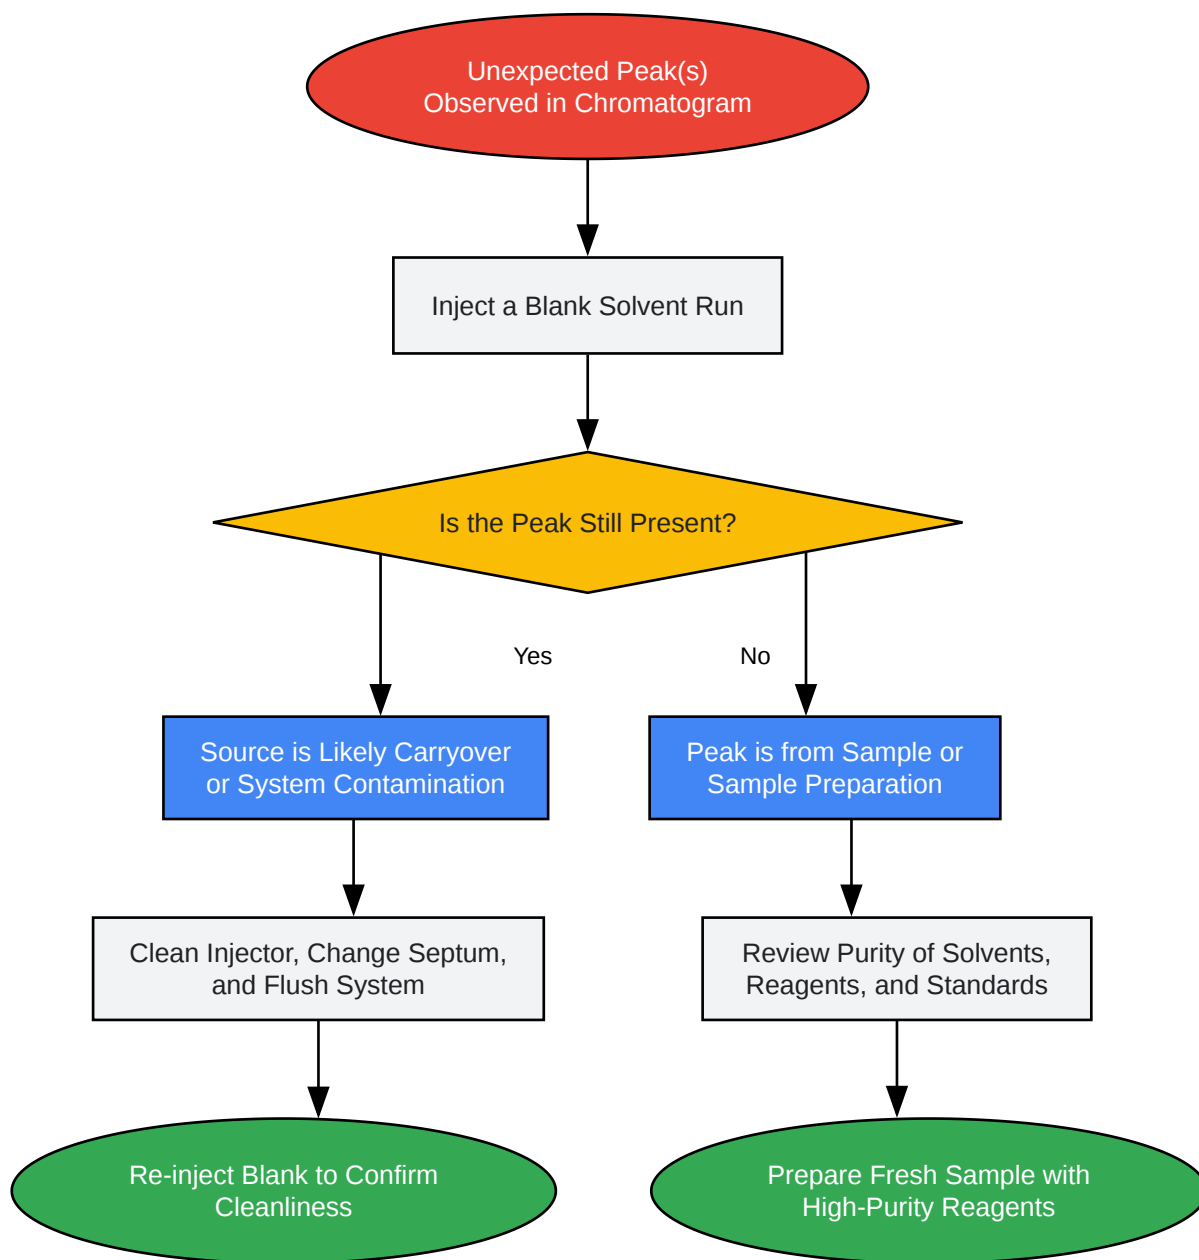 Unexpected Peak(s)
Observed in Chromatogram
Inject a Blank Solvent Run
Is the Peak Still Present?
Yes
No
Source is Likely Carryover
or System Contamination
Peak is from Sample or
Sample Preparation
Clean Injector, Change Septum,
and Flush System
Review Purity of Solvents,
Reagents, and Standards
Re-inject Blank to Confirm
Cleanliness
Prepare Fresh Sample with
High-Purity Reagents